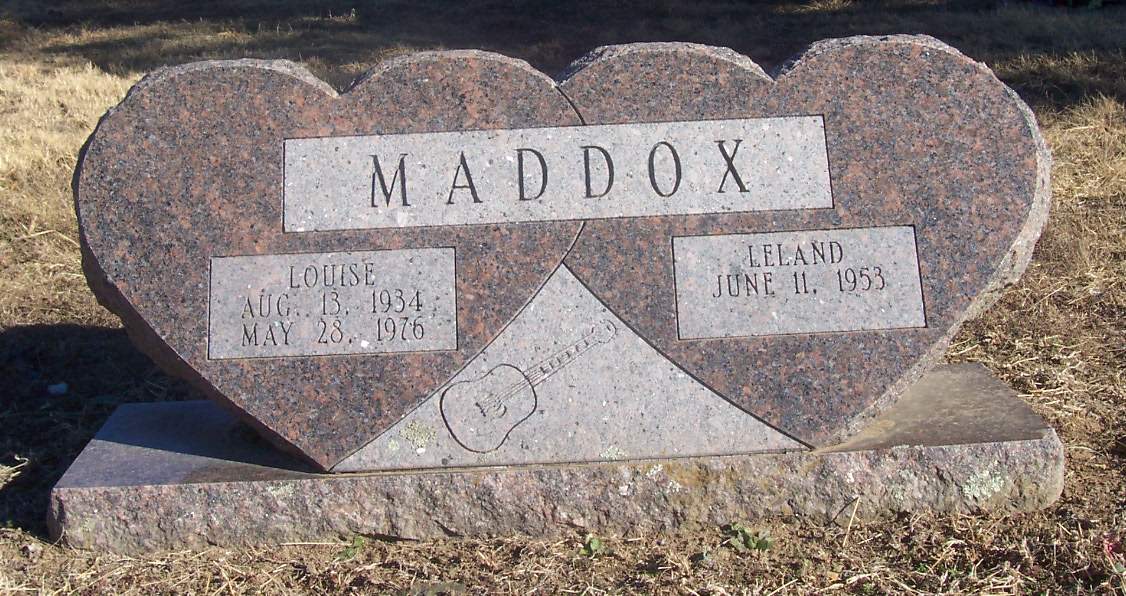 MADDOX
LOUISE
AUG. 13, 1934
MAY 28, 1976
LELAND
JUNE 11, 1953